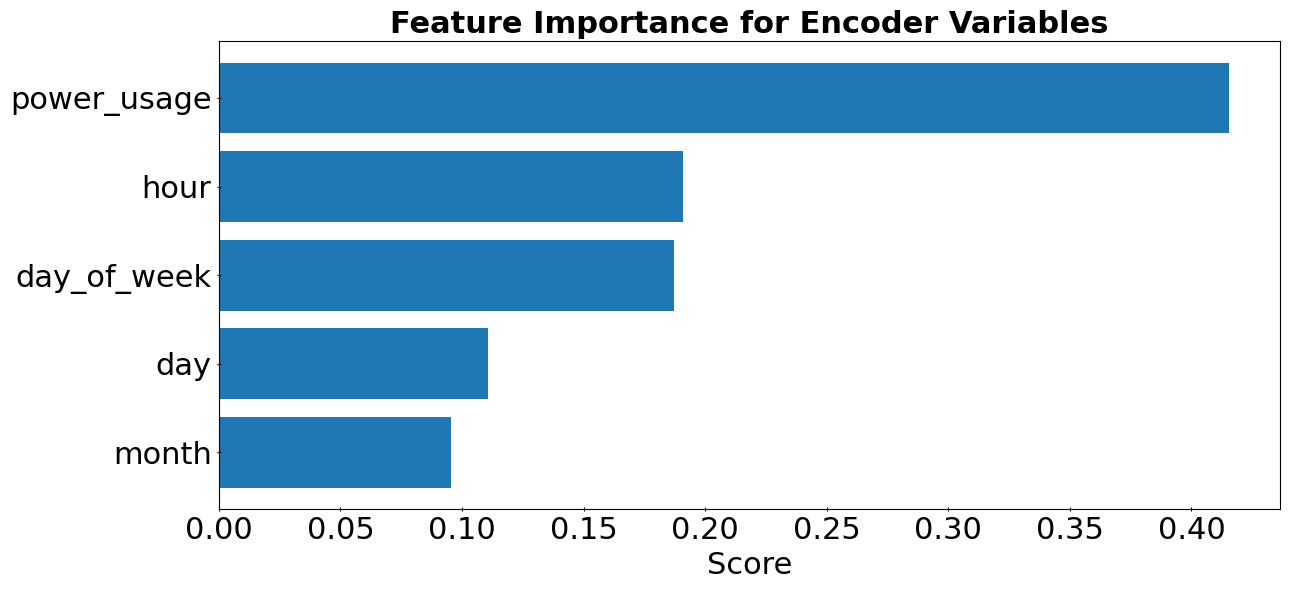 Feature Importance for Encoder Variables
power_usage
hour
day_of_week
day
month
0.00 0.05 0.10 0.15 0.20 0.25 0.30 0.35 0.40
Score